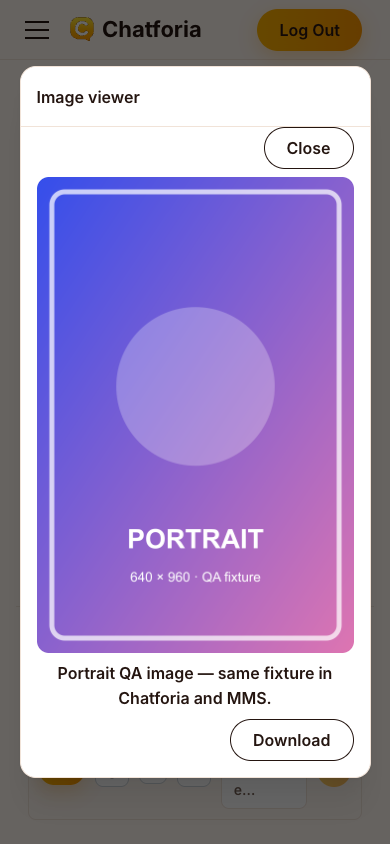 Chatforia
Log Out
Image viewer
Close
PORTRAIT
640 × 960 · QA fixture
Portrait QA image — same fixture in
Chatforia and MMS.
Download
e...